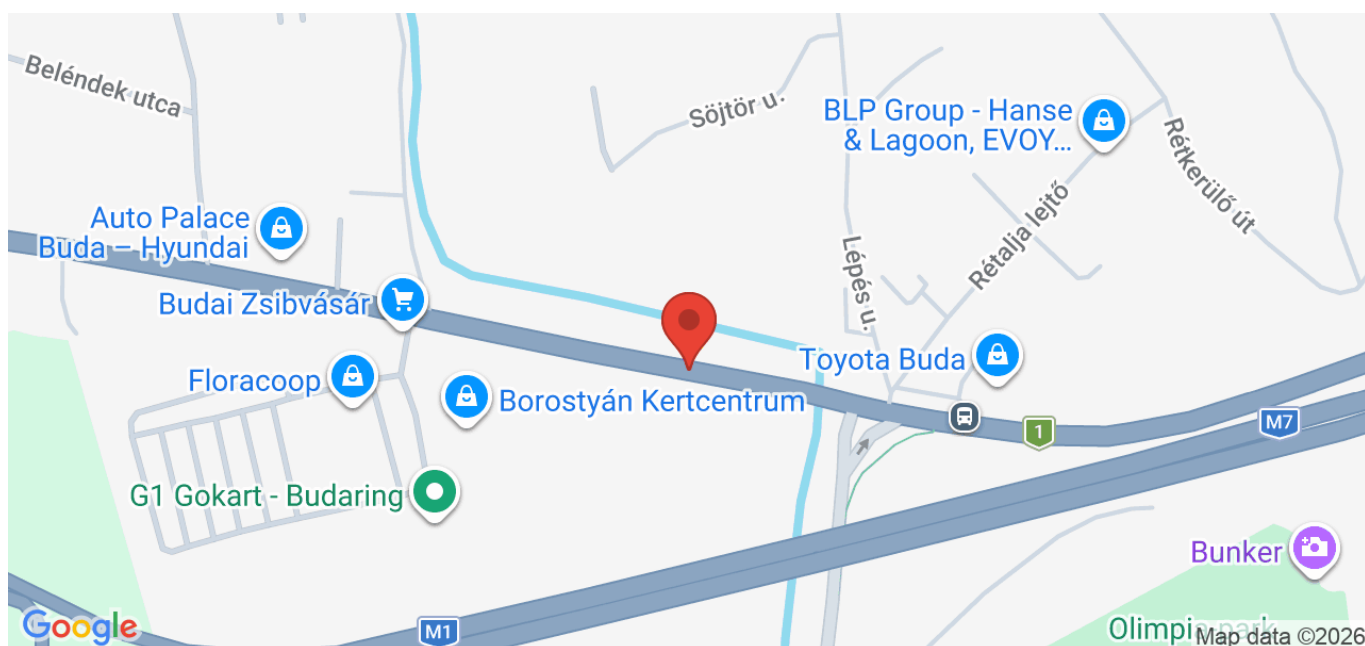 Beléndek utca
Söjtör u.
BLP Group - Hanse
& Lagoon, EVOY...
Rétkerülő út
Auto Palace
Buda – Hyundai
Lépés u.
Rétalja lejtő
Budai Zsibvásár
Toyota Buda
Floracoop
Borostyán Kertcentrum
1
M7
G1 Gokart - Budaring
Bunker
Google
M1
Olimpia park
Map data ©2026